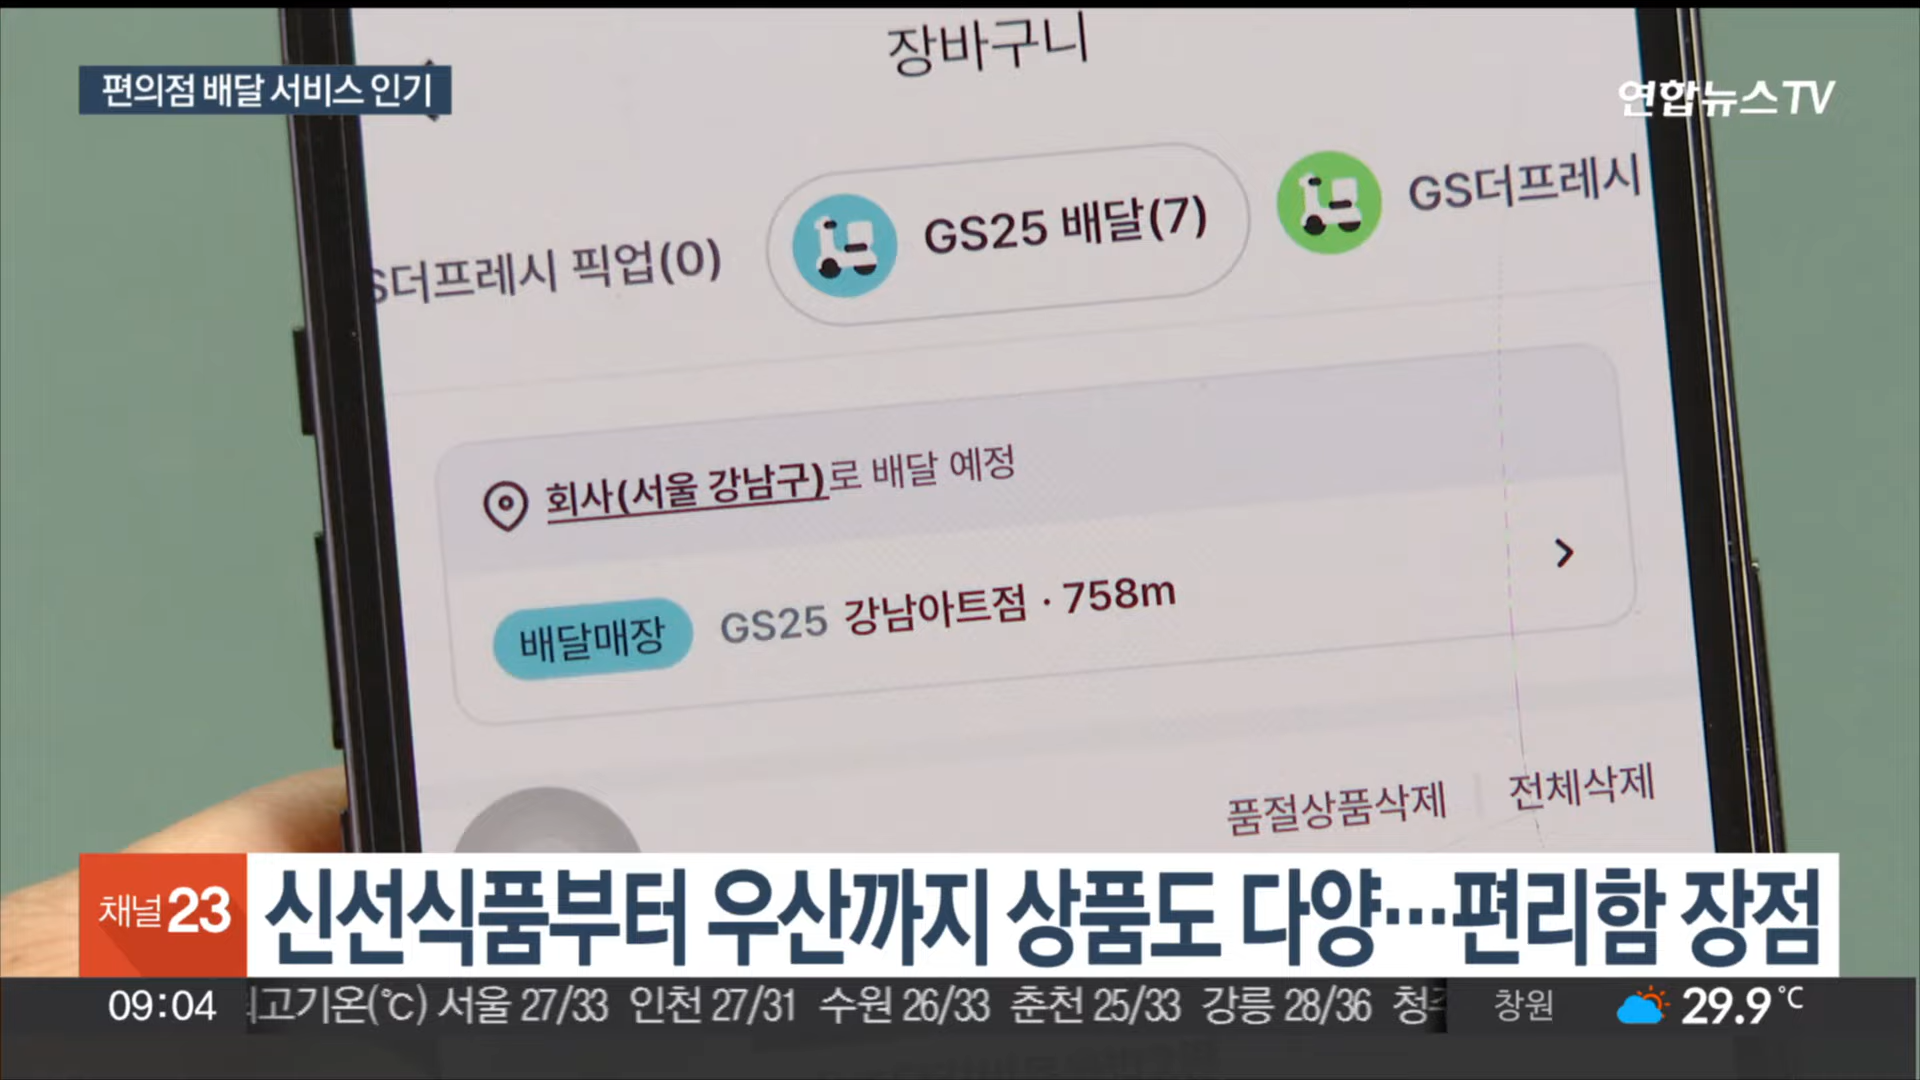 장바구니
편의점 배달 서비스 인기
연합뉴스TV
더프레시 픽업(0)
GS25 배달(7)
GS더프레시
회사(서울 강남구)로 배달 예정
배달매장 GS25 강남아트점 · 758m
품절상품삭제 전체삭제
채널 23
신선식품부터 우산까지 상품도 다양…편리함 장점
09:04
고기온(℃) 서울 27/33 인천 27/31 수원 26/33 춘천 25/33 강릉 28/36
창원 29.9℃